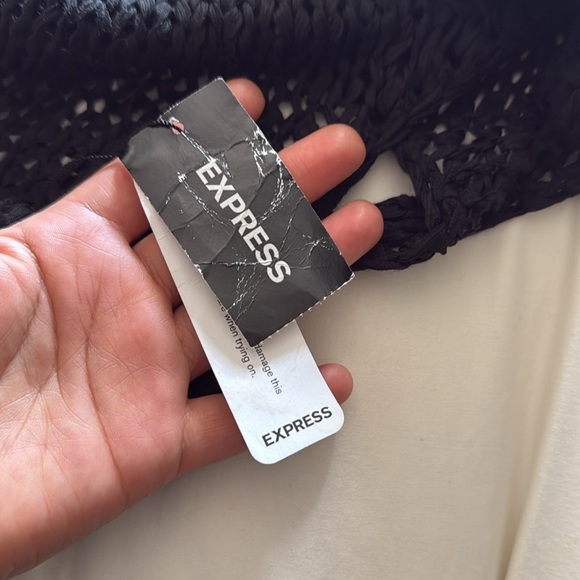 EXPRESS
damage this
when trying on.
EXPRESS